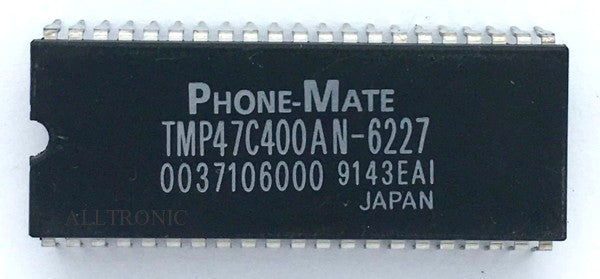 PHONE-MATE
TMP47C400AN-6227
0037106000 9143EAI
JAPAN
ALLTRONIC